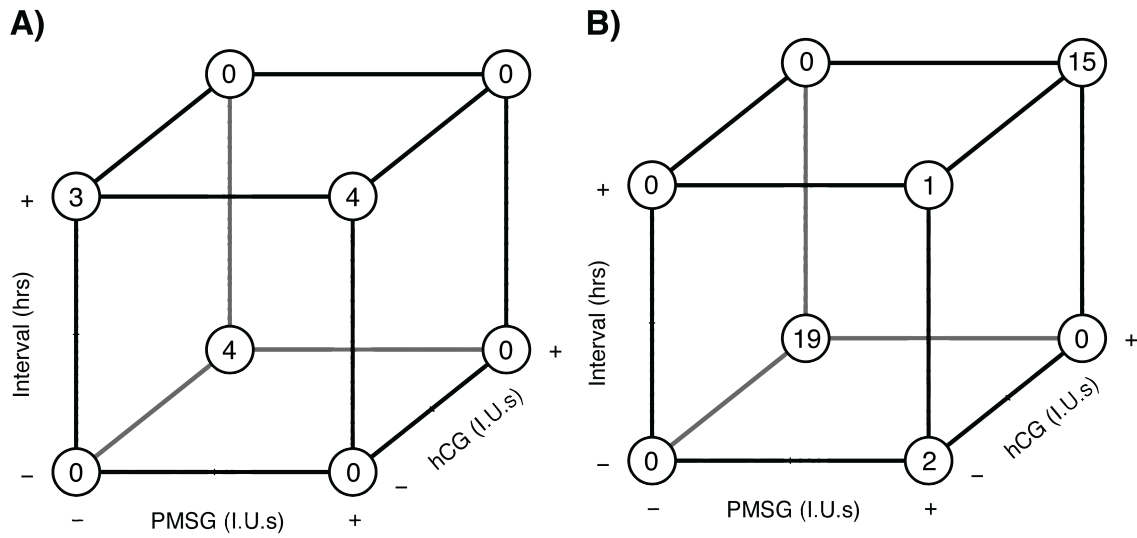 A)
0 0
3 4
+
Interval (hrs)
4 0 +
hCG (I.U.s)
− 0 0 −
− PMSG (I.U.s) +
B)
0 15
+ 0 1
Interval (hrs)
19 0 +
hCG (I.U.s)
− 0 2 −
− PMSG (I.U.s) +